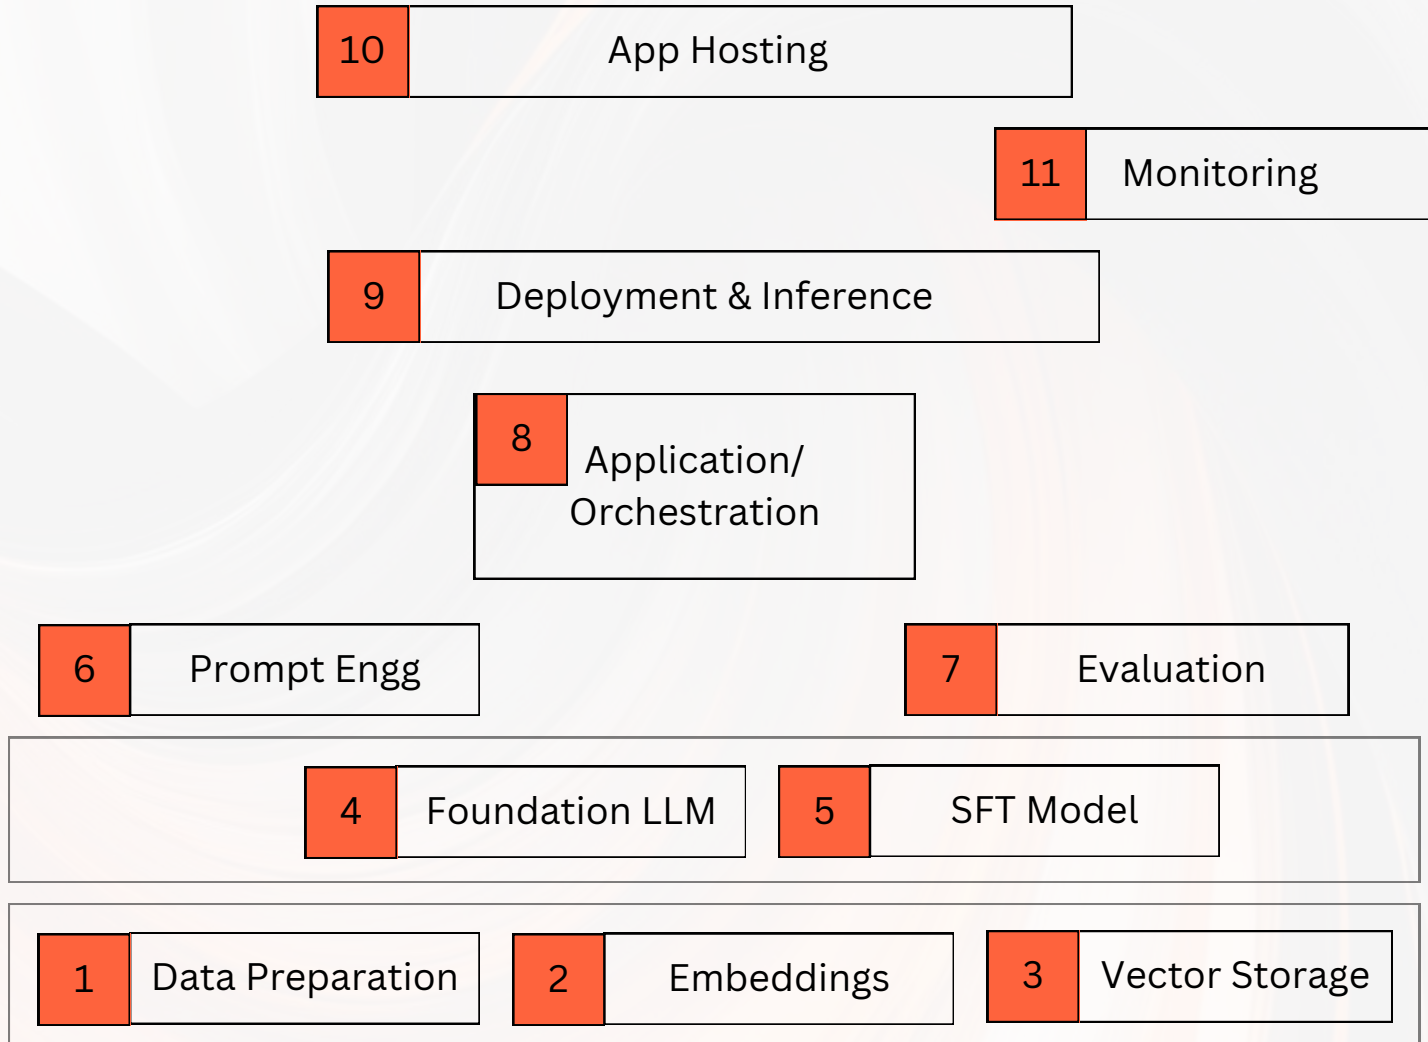 10 App Hosting
11 Monitoring
9 Deployment & Inference
8 Application/
Orchestration
6 Prompt Engg
7 Evaluation
4 Foundation LLM
5 SFT Model
1 Data Preparation
2 Embeddings
3 Vector Storage